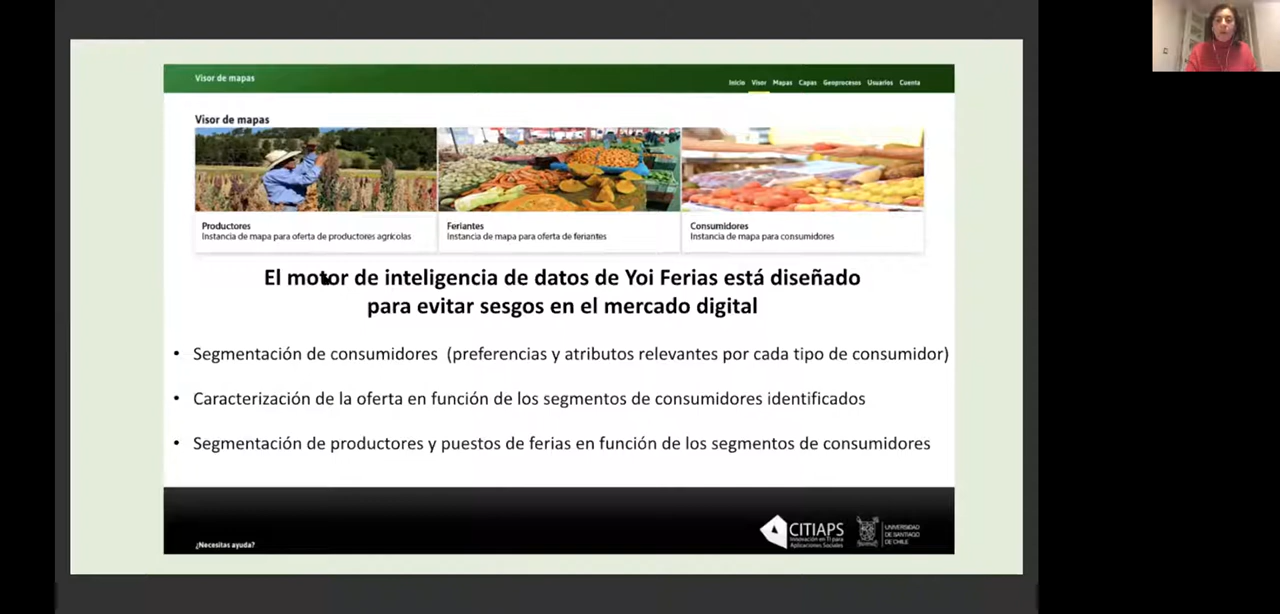 Visor de mapas
Inicio Visor Mapas Capas Geoprocesos Usuarios Cuenta
Visor de mapas
Productores
Instancia de mapa para oferta de productores agrícolas
Feriantes
Instancia de mapa para oferta de feriantes
Consumidores
Instancia de mapa para consumidores
El motor de inteligencia de datos de Yoi Ferias está diseñado
para evitar sesgos en el mercado digital
• Segmentación de consumidores (preferencias y atributos relevantes por cada tipo de consumidor)
• Caracterización de la oferta en función de los segmentos de consumidores identificados
• Segmentación de productores y puestos de ferias en función de los segmentos de consumidores
¿Necesitas ayuda?
CITIAPS
Innovación en TI para
Aplicaciones Sociales
UNIVERSIDAD
DE SANTIAGO
DE CHILE